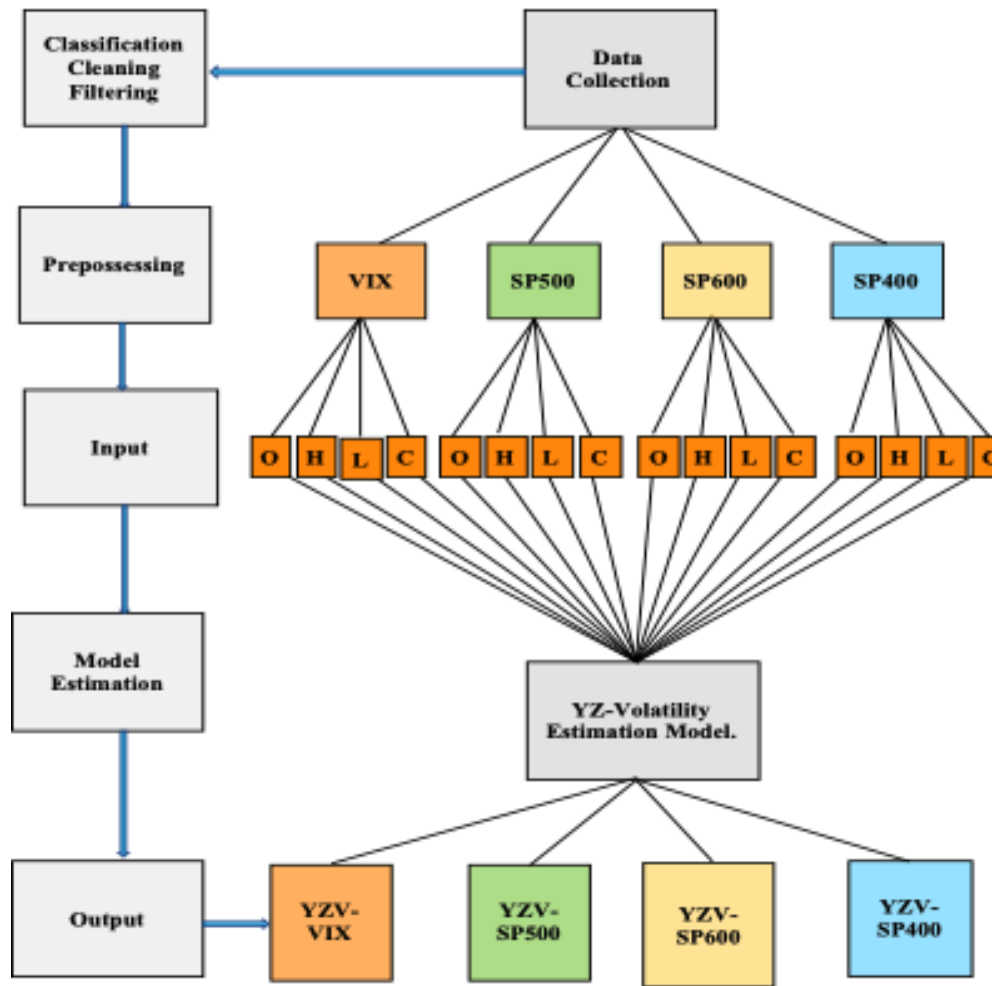 Classification
Cleaning
Filtering
Data
Collection
Prepossessing
VIX
SP500
SP600
SP400
Input
O H L C O H L C O H L C O H L C
Model
Estimation
YZ-Volatility
Estimation Model.
Output
YZV-
VIX
YZV-
SP500
YZV-
SP600
YZV-
SP400